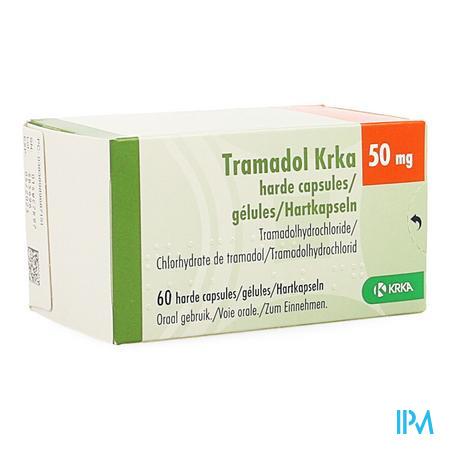 Tramadol Krka
50 mg
harde capsules/
gélules/Hartkapseln
Tramadolhydrochloride/
Chlorhydrate de tramadol/Tramadolhydrochlorid
60 harde capsules/gélules/Hartkapseln
Oraal gebruik./Voie orale./Zum Einnehmen.
KRKA
IPM